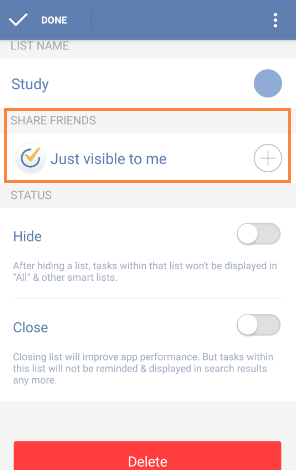 DONE
LIST NAME
Study
SHARE FRIENDS
Just visible to me
STATUS
Hide
After hiding a list, tasks within that list won't be displayed in
"All" & other smart lists.
Close
Closing list will improve app performance. But tasks within
this list will not be reminded & displayed in search results
any more.
Delete